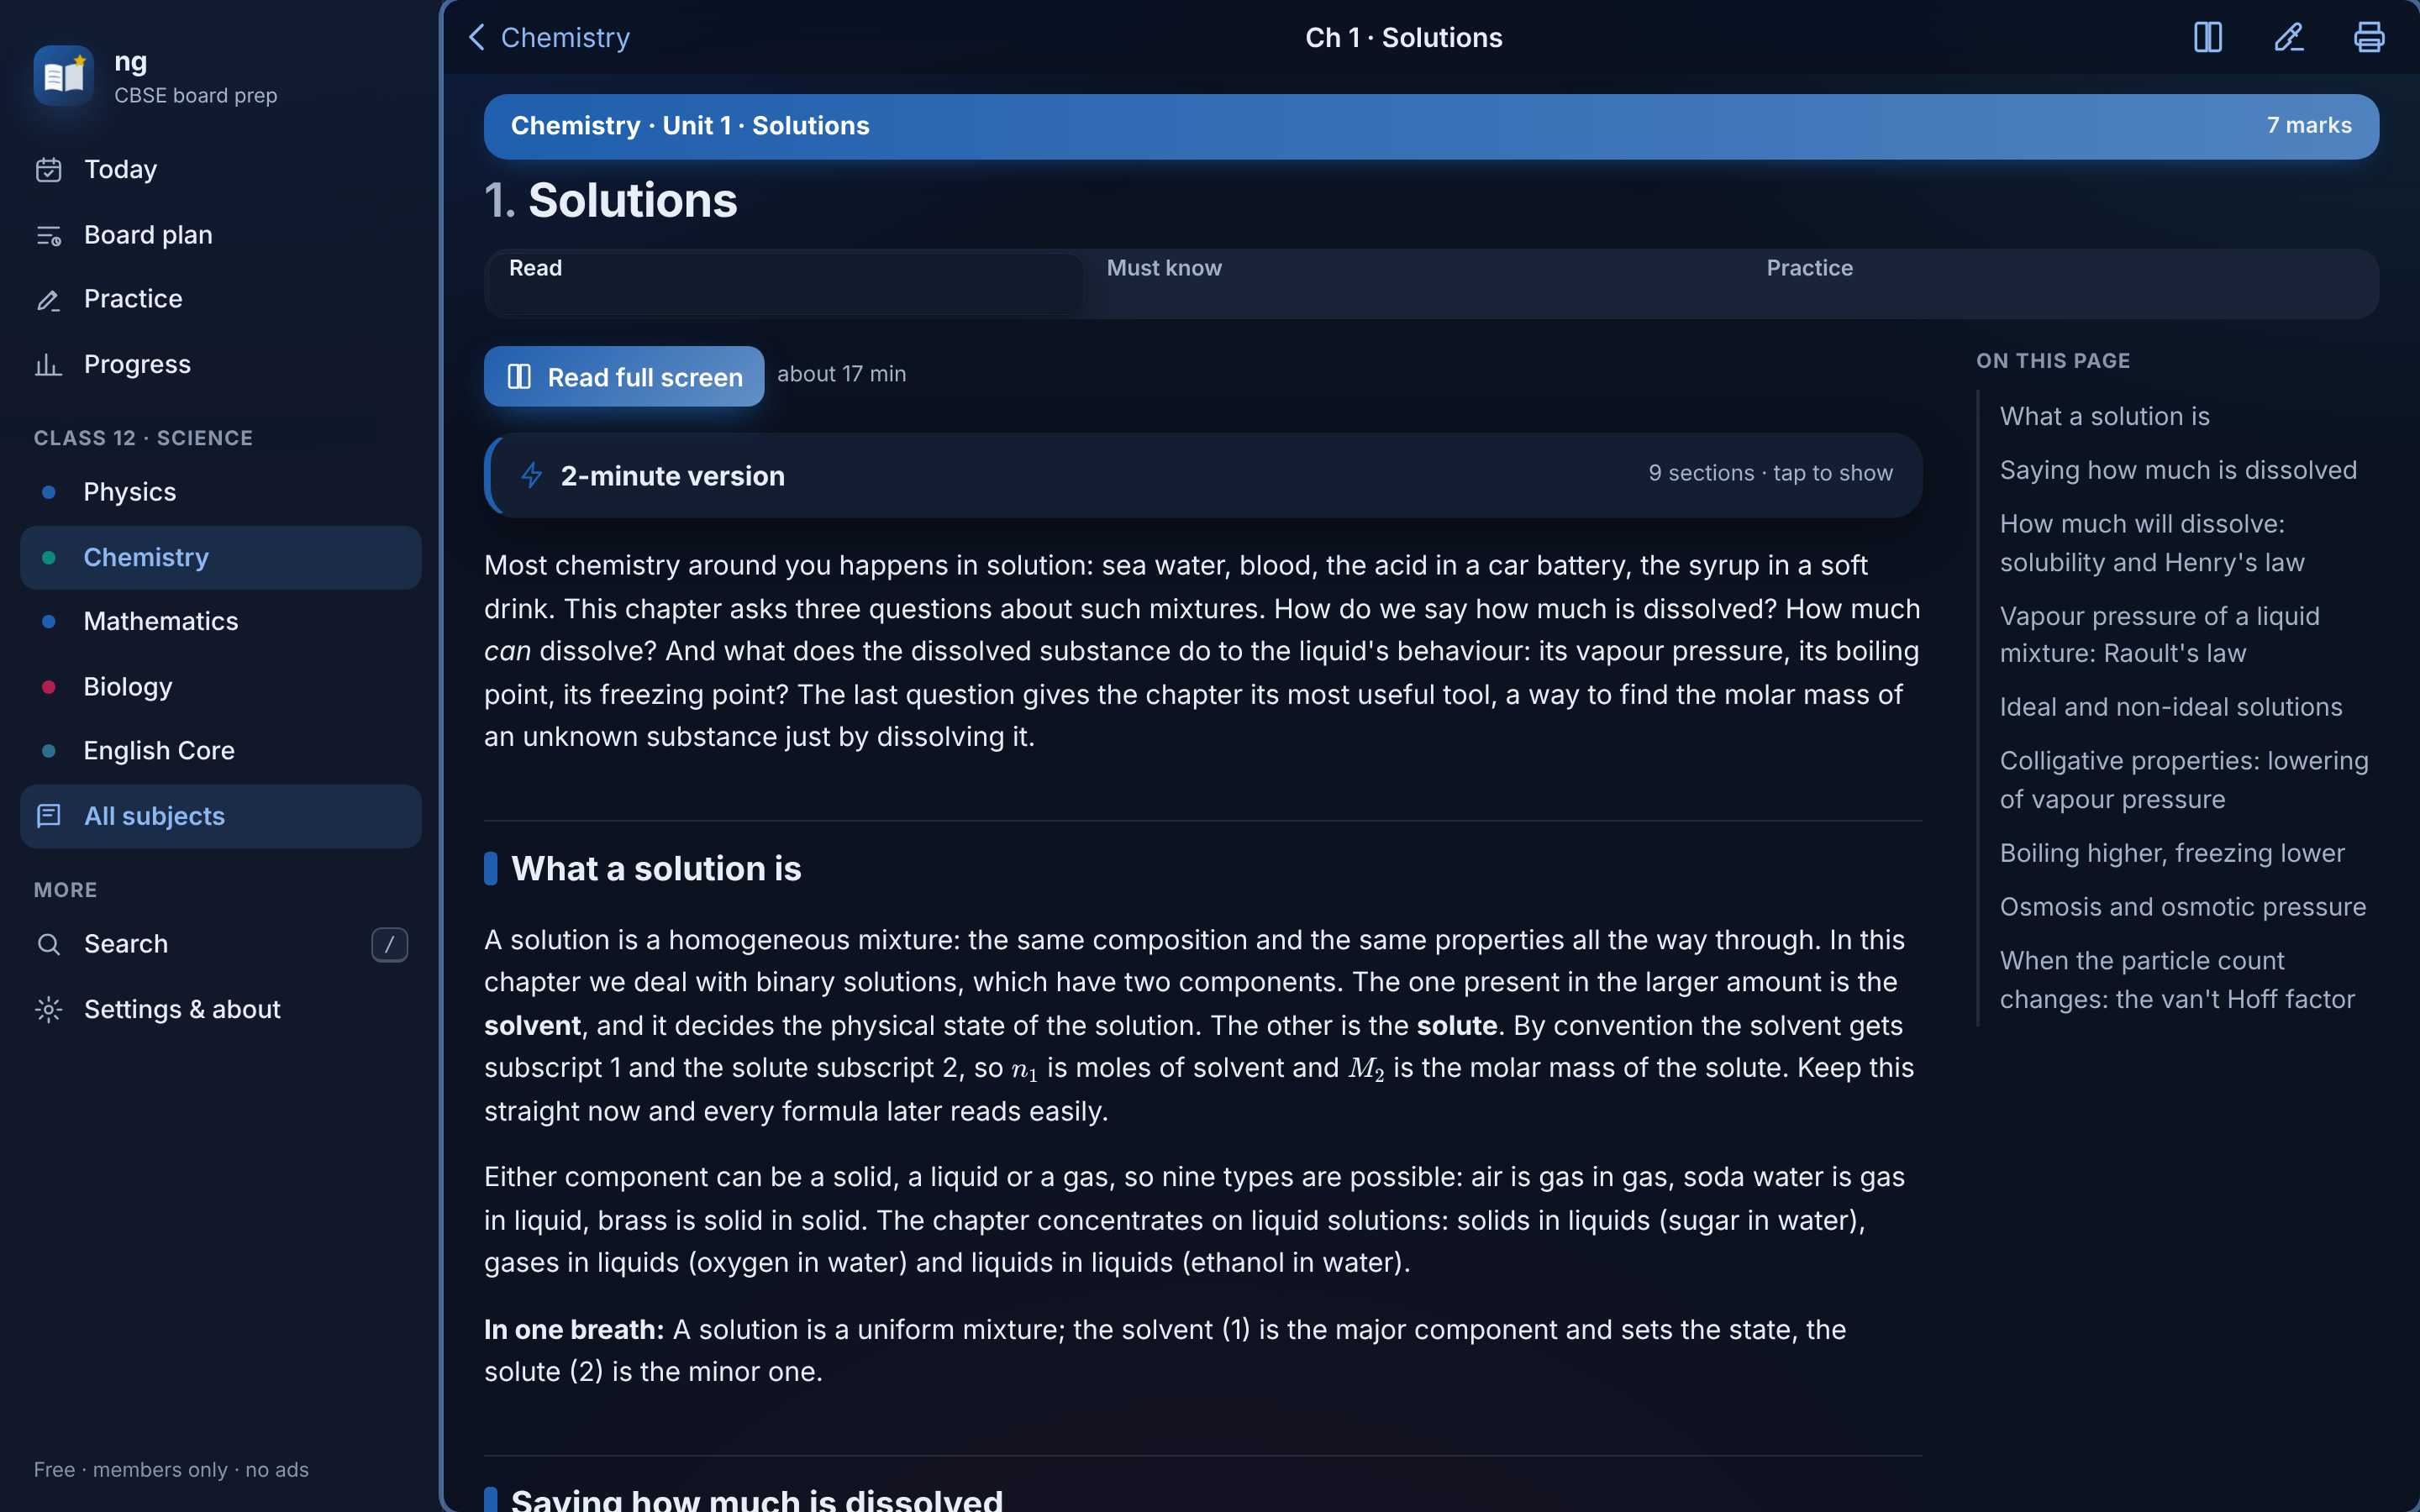 ng
CBSE board prep
Today
Board plan
Practice
Progress
CLASS 12 · SCIENCE
Physics
Chemistry
Mathematics
Biology
English Core
All subjects
MORE
Search /
Settings & about
Free · members only · no ads
Chemistry
Ch 1 · Solutions
Chemistry · Unit 1 · Solutions
7 marks
1. Solutions
Read
Must know
Practice
Read full screen
about 17 min
2-minute version
9 sections · tap to show
Most chemistry around you happens in solution: sea water, blood, the acid in a car battery, the syrup in a soft
drink. This chapter asks three questions about such mixtures. How do we say how much is dissolved? How much
can dissolve? And what does the dissolved substance do to the liquid's behaviour: its vapour pressure, its boiling
point, its freezing point? The last question gives the chapter its most useful tool, a way to find the molar mass of
an unknown substance just by dissolving it.
What a solution is
A solution is a homogeneous mixture: the same composition and the same properties all the way through. In this
chapter we deal with binary solutions, which have two components. The one present in the larger amount is the
solvent, and it decides the physical state of the solution. The other is the solute. By convention the solvent gets
subscript 1 and the solute subscript 2, so n₁ is moles of solvent and M₂ is the molar mass of the solute. Keep this
straight now and every formula later reads easily.
Either component can be a solid, a liquid or a gas, so nine types are possible: air is gas in gas, soda water is gas
in liquid, brass is solid in solid. The chapter concentrates on liquid solutions: solids in liquids (sugar in water),
gases in liquids (oxygen in water) and liquids in liquids (ethanol in water).
In one breath: A solution is a uniform mixture; the solvent (1) is the major component and sets the state, the
solute (2) is the minor one.
Saying how much is dissolved
ON THIS PAGE
What a solution is
Saying how much is dissolved
How much will dissolve:
solubility and Henry's law
Vapour pressure of a liquid
mixture: Raoult's law
Ideal and non-ideal solutions
Colligative properties: lowering
of vapour pressure
Boiling higher, freezing lower
Osmosis and osmotic pressure
When the particle count
changes: the van't Hoff factor